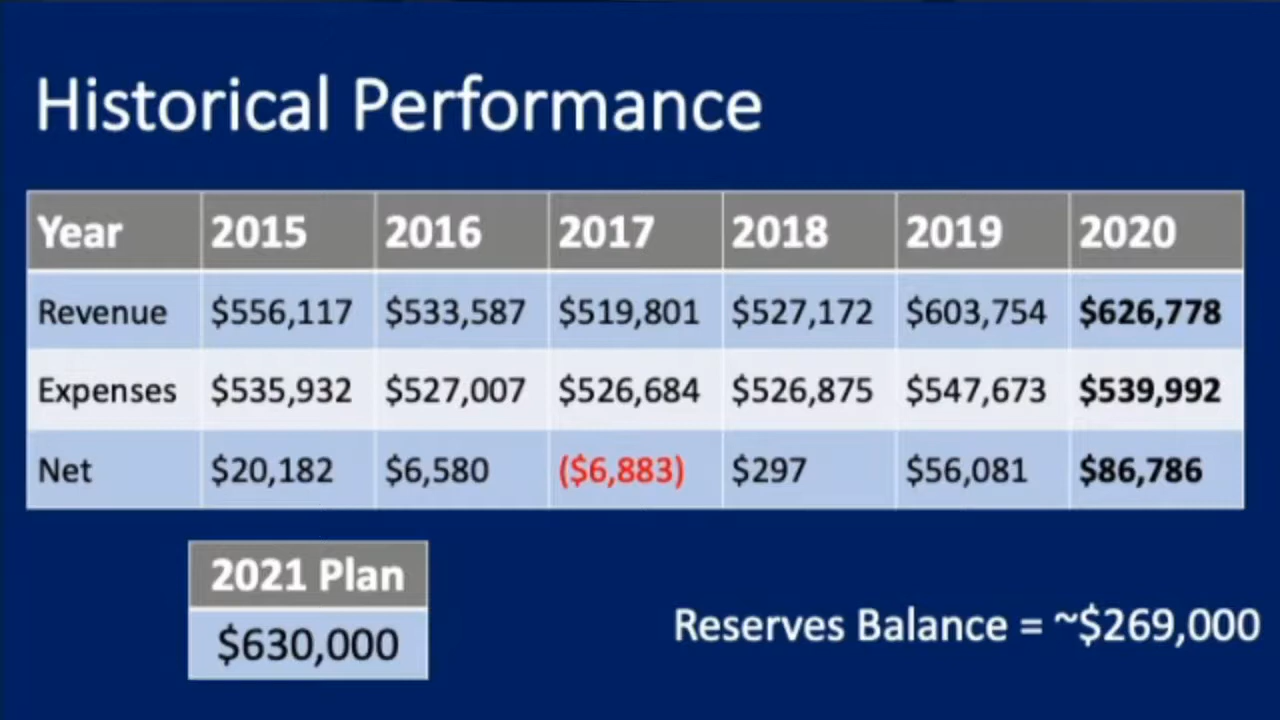 Historical Performance
Year 2015 2016 2017 2018 2019 2020
Revenue $556,117 $533,587 $519,801 $527,172 $603,754 $626,778
Expenses $535,932 $527,007 $526,684 $526,875 $547,673 $539,992
Net $20,182 $6,580 ($6,883) $297 $56,081 $86,786
2021 Plan
$630,000
Reserves Balance = ~$269,000